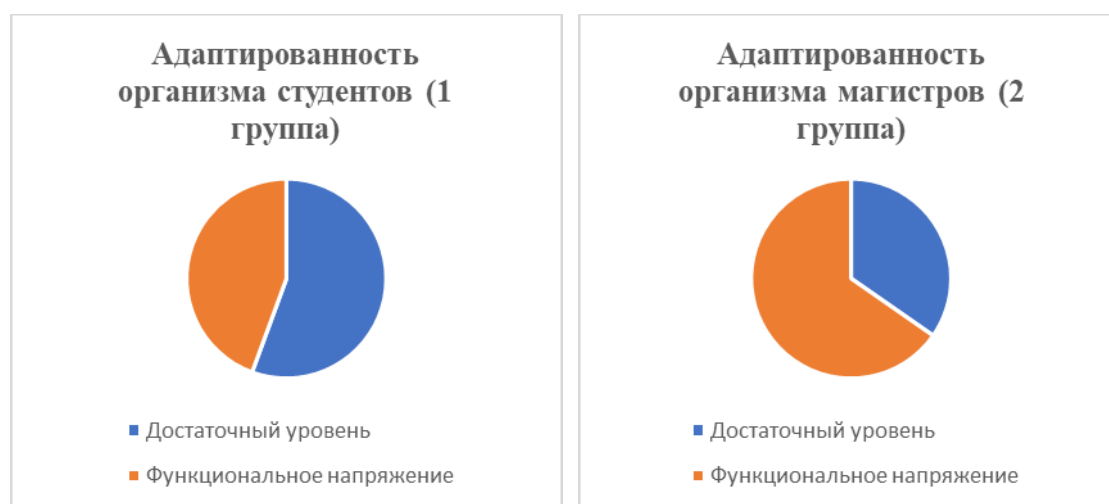 Адаптированность
организма студентов (1
группа)
Достаточный уровень
Функциональное напряжение
Адаптированность
организма магистров (2
группа)
Достаточный уровень
Функциональное напряжение